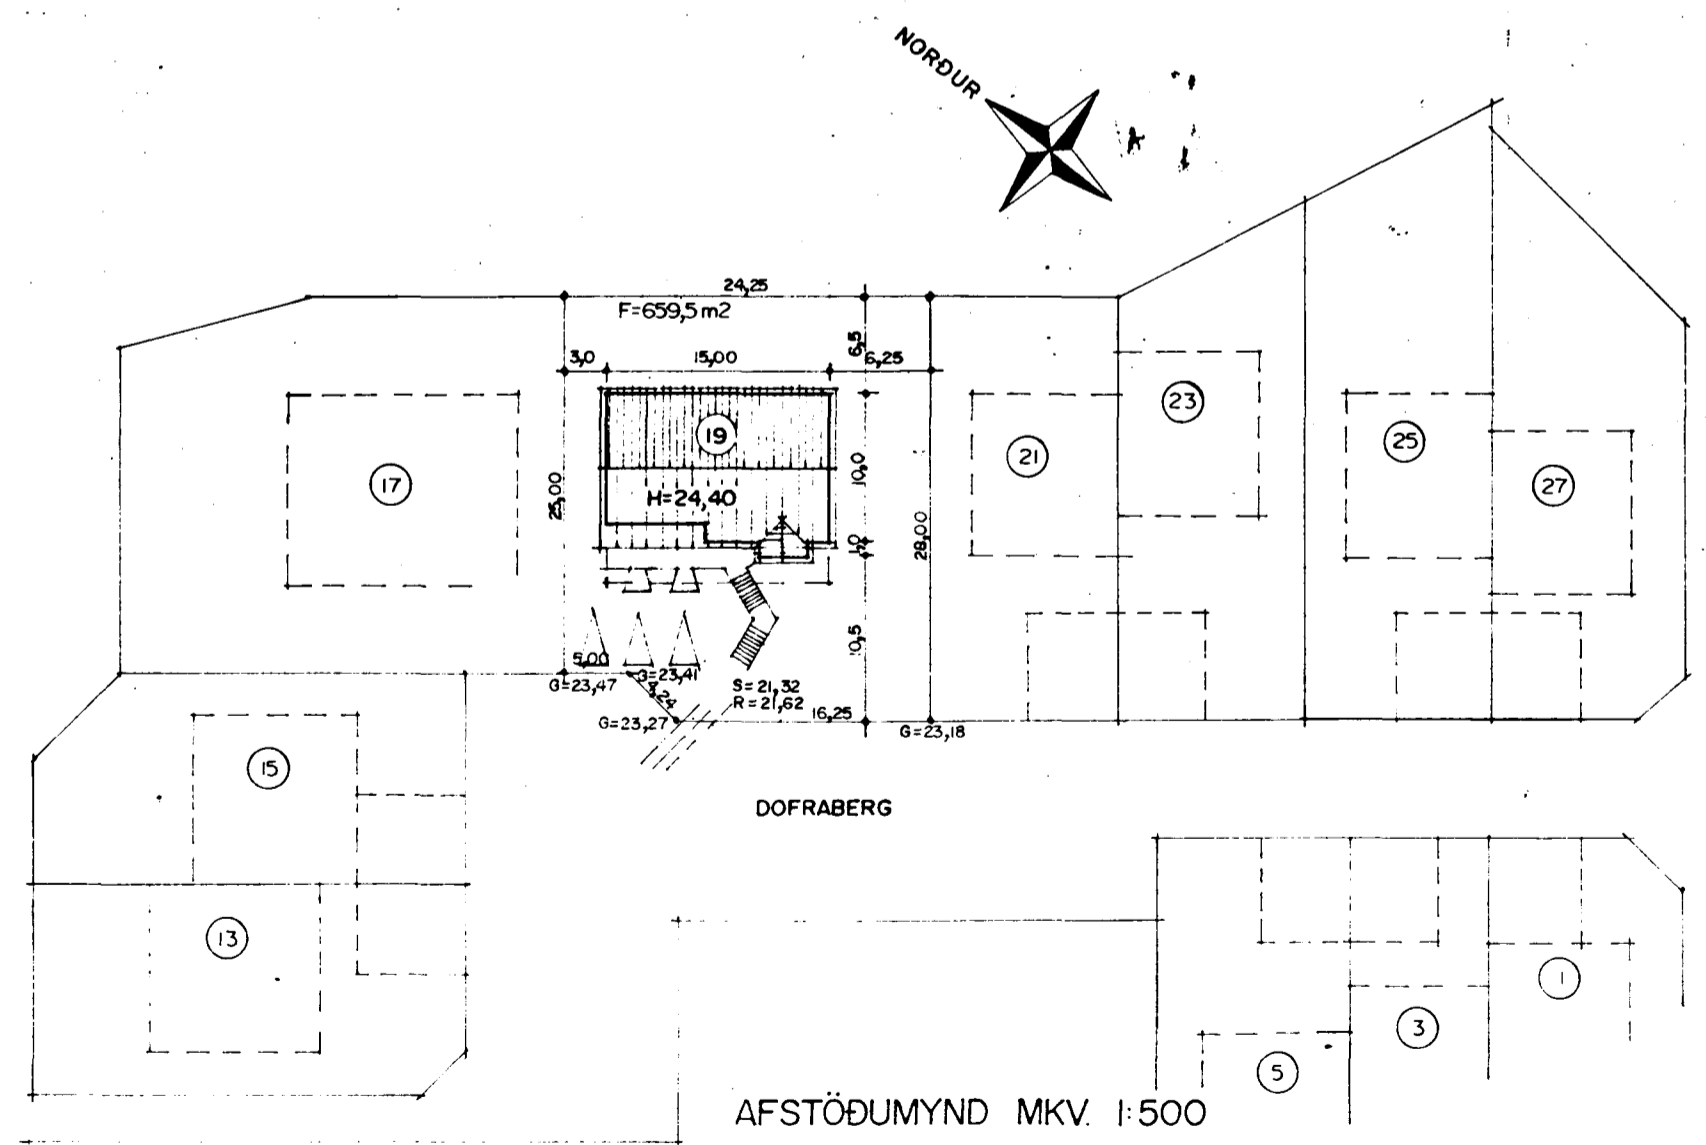 NORÐUR
24,25
F=659,5 m2
3,0
15,00
6,5
6,25
19
23
25
21
17
27
10,0
25,00
H=24,40
28,00
1,0
10,5
5,00
G=23,47
G=23,41
4,24
S=21,32
R=21,62
16,25
G=23,27
G=23,18
15
DOFRABERG
13
1
3
5
AFSTÖÐUMYND MKV. 1:500